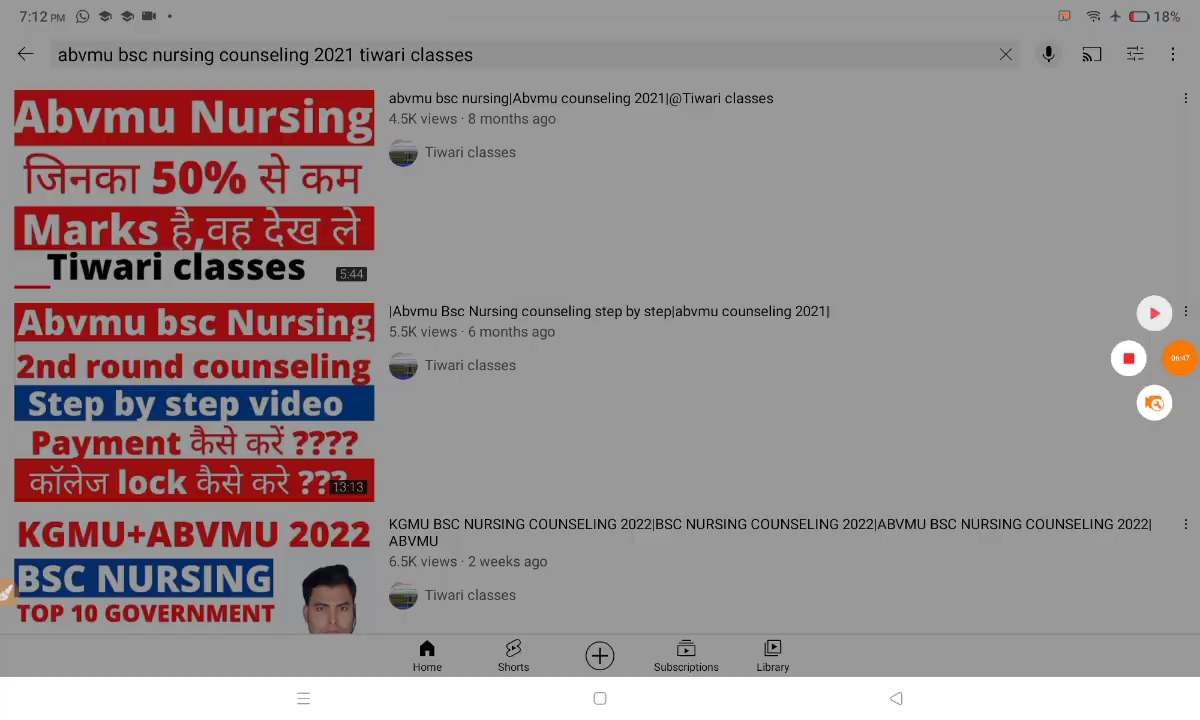 7:12 PM
18%
abvmu bsc nursing counseling 2021 tiwari classes
Abvmu Nursing
जिनका 50% से कम
Marks है,वह देख ले
Tiwari classes
5:44
abvmu bsc nursing|Abvmu counseling 2021|@Tiwari classes
4.5K views · 8 months ago
Tiwari classes
Abvmu bsc Nursing
2nd round counseling
Step by step video
Payment कैसे करें ????
कॉलेज lock कैसे करे ???
13:13
|Abvmu Bsc Nursing counseling step by step|abvmu counseling 2021|
5.5K views · 6 months ago
Tiwari classes
06:47
KGMU+ABVMU 2022
BSC NURSING
TOP 10 GOVERNMENT
KGMU BSC NURSING COUNSELING 2022|BSC NURSING COUNSELING 2022|ABVMU BSC NURSING COUNSELING 2022|
ABVMU
6.5K views · 2 weeks ago
Tiwari classes
Home
Shorts
Subscriptions
Library